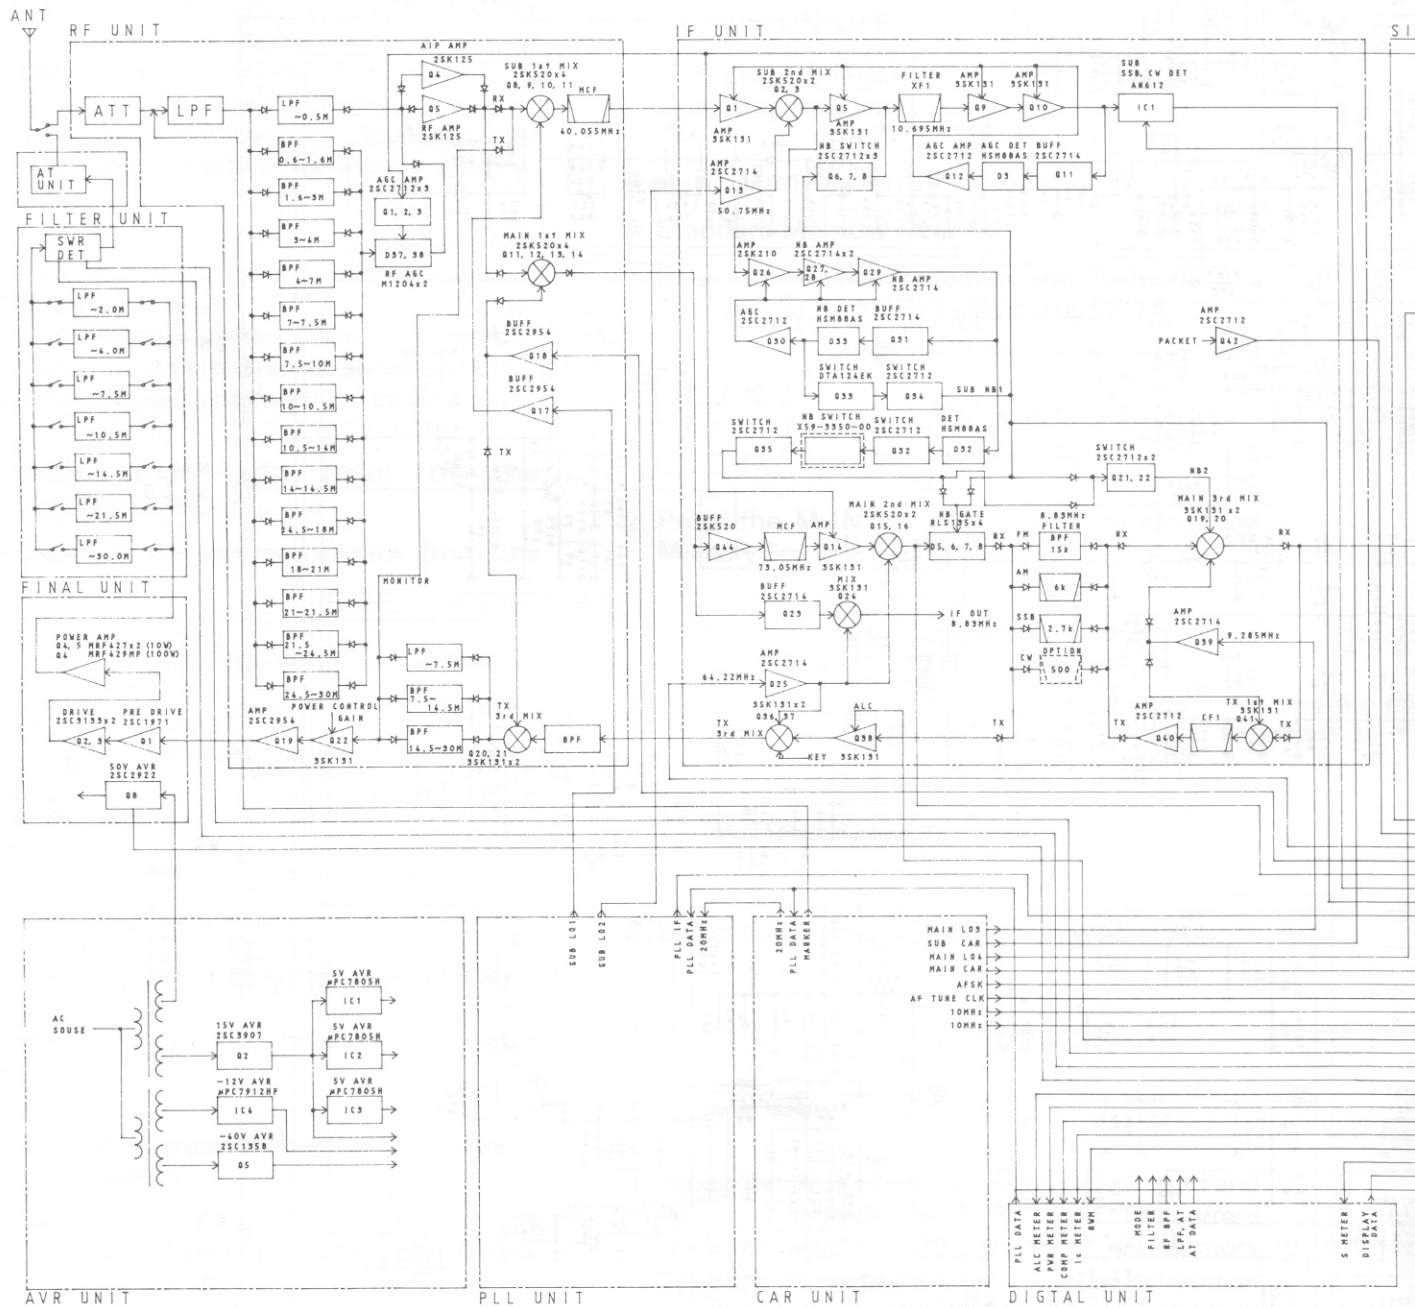 ANT
RF UNIT
ATT
LPF
AT
UNIT
LPF
~0.5M
BPF
0.6~1.6M
BPF
1.6~3M
BPF
3~4M
BPF
4~7M
BPF
7~7.5M
BPF
7.5~10M
BPF
10~10.5M
BPF
10.5~14M
BPF
14~14.5M
BPF
14.5~18M
BPF
18~21M
BPF
21~21.5M
BPF
21.5
~24.5M
BPF
24.5~30M
AIP AMP
2SK125
Q4
Q5
RF AMP
2SK125
RX
TX
AGC AMP
2SC2712x3
Q1, 2, 3
D37, 38
RF AGC
M1204x2
SUB 1st MIX
2SK520x4
Q8, 9, 10, 11
MCF
40.055MHz
MAIN 1st MIX
2SK520x4
Q11, 12, 13, 14
BUFF
2SC2954
Q18
BUFF
2SC2954
Q17
TX
MONITOR
LPF
~7.5M
BPF
7.5~
14.5M
BPF
14.5~30M
TX
3rd MIX
Q20, 21
3SK131x2
BPF
POWER CONTROL
GAIN
AMP
2SC2954
Q19
Q22
3SK131
FILTER UNIT
SWR
DET
LPF
~2.0M
LPF
~4.0M
LPF
~7.5M
LPF
~10.5M
LPF
~14.5M
LPF
~21.5M
LPF
~30.0M
FINAL UNIT
POWER AMP
Q4, 5 MRF427x2 (10W)
Q4 MRF429MP (100W)
DRIVE
2SC3133x2
Q2, 3
PRE DRIVE
2SC1971
Q1
50V AVR
2SC2922
Q8
IF UNIT
Q1
AMP
3SK131
SUB 2nd MIX
2SK520x2
Q2, 3
Q5
AMP
3SK131
FILTER
XF1
10.695MHz
AMP
3SK131
Q9
AMP
3SK131
Q10
SUB
SSB, CW DET
AN612
IC1
NB SWITCH
2SC2712x3
Q6, 7, 8
AGC AMP
2SC2712
Q12
AGC DET
HSM88AS
D3
BUFF
2SC2714
Q11
AMP
2SC2714
Q13
50.75MHz
AMP
2SK210
Q26
NB AMP
2SC2714x2
Q27,
28
Q29
NB AMP
2SC2714
AGC
2SC2712
Q30
NB DET
HSM88AS
D33
BUFF
2SC2714
Q31
SWITCH
DTA124EK
Q33
SWITCH
2SC2712
Q34
SUB NB1
SWITCH
2SC2712
Q35
NB SWITCH
X59-3350-00
SWITCH
2SC2712
Q32
DET
HSM88AS
D32
AMP
2SC2712
PACKET
Q42
SWITCH
2SC2712x2
Q21, 22
NB2
BUFF
2SK520
Q44
MCF
73.05MHz
AMP
Q14
3SK131
MAIN 2nd MIX
2SK520x2
Q15, 16
NB GATE
RLS135x4
D5, 6, 7, 8
RX
8.83MHz
FILTER
FM
BPF
15k
AM
6k
SSB
2.7k
OPTION
CW
500
RX
MAIN 3rd MIX
3SK131 x2
Q19, 20
RX
BUFF
2SC2714
Q23
MIX
3SK131
Q24
IF OUT
8.83MHz
AMP
2SC2714
64.22MHz
Q25
3SK131x2
Q36, 37
TX
3rd MIX
ALC
Q38
3SK131
KEY
TX
AMP
2SC2714
Q39
9.285MHz
TX
AMP
2SC2712
Q40
CF1
TX 1st MIX
3SK131
Q41
TX
SI
AVR UNIT
AC
SOUSE
15V AVR
2SC3907
Q2
-12V AVR
µPC7912HF
IC4
-40V AVR
2SC1358
Q5
5V AVR
µPC7805H
IC1
5V AVR
µPC7805H
IC2
5V AVR
µPC7805H
IC3
PLL UNIT
SUB LO1
SUB LO2
PLL IF
PLL DATA
20MHz
CAR UNIT
20MHz
PLL DATA
MARKER
MAIN LO3
SUB CAR
MAIN LO4
MAIN CAR
AFSK
AF TUNE CLK
10MHz
10MHz
DIGTAL UNIT
PLL DATA
ALC METER
PWR METER
COMP METER
Ic METER
RWM
MODE
FILTER
RF BPF
LPF, AT
AT DATA
S METER
DISPLAY
DATA